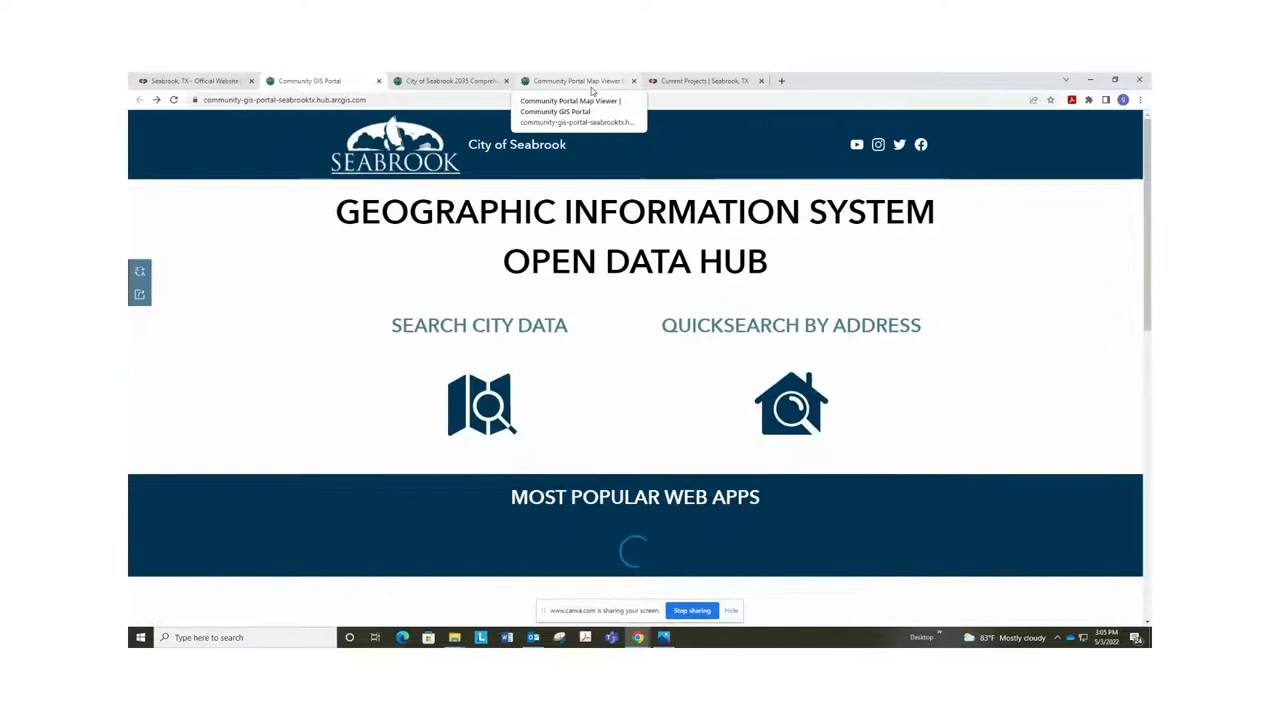 Seabrook, TX - Official Website |
Community GIS Portal
City of Seabrook 2035 Compreh
Community Portal Map Viewer |
Current Projects | Seabrook, TX
community-gis-portal-seabrooktx.hub.arcgis.com
Community Portal Map Viewer |
Community GIS Portal
community-gis-portal-seabrooktx.h...
SEABROOK
City of Seabrook
GEOGRAPHIC INFORMATION SYSTEM
OPEN DATA HUB
SEARCH CITY DATA
QUICKSEARCH BY ADDRESS
MOST POPULAR WEB APPS
www.canva.com is sharing your screen.
Stop sharing
Hide
Type here to search
Desktop
83°F Mostly cloudy
3:05 PM
5/3/2022